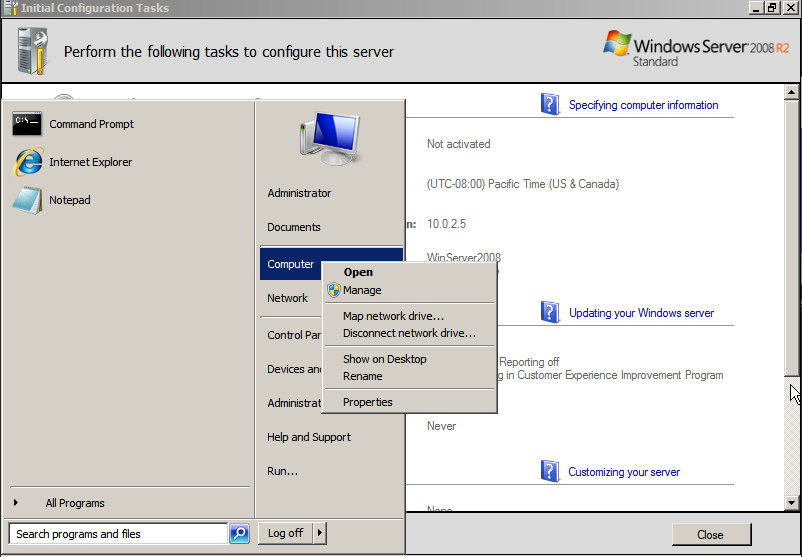 Initial Configuration Tasks
Perform the following tasks to configure this server
Windows Server 2008 R2
Standard
Specifying computer information
Not activated
(UTC-08:00) Pacific Time (US & Canada)
10.0.2.5
WinServer2008
Updating your Windows server
Reporting off
in Customer Experience Improvement Program
Never
Customizing your server
None
Close
Command Prompt
Internet Explorer
Notepad
All Programs
Search programs and files
Administrator
Documents
Computer
Network
Control Pa
Devices an
Administrat
Help and Support
Run...
Log off
Open
Manage
Map network drive...
Disconnect network drive...
Show on Desktop
Rename
Properties